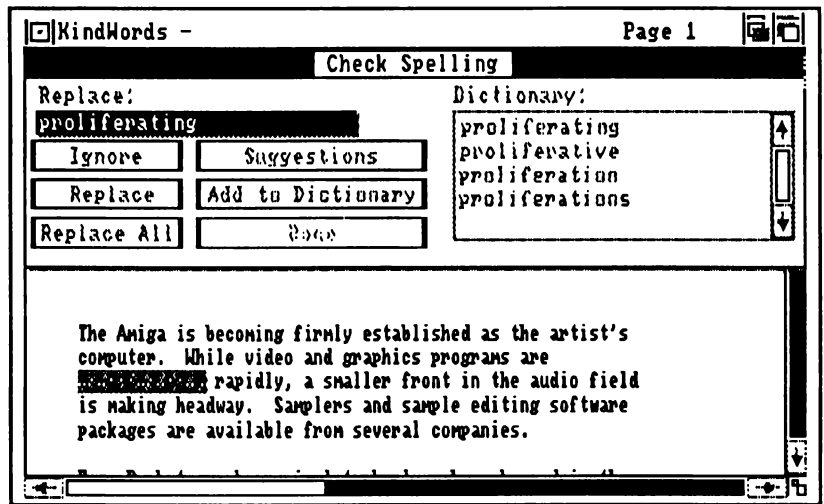 KindWords - Page 1
Check Spelling
Replace: Dictionary:
proliferating
Ignore Suggestions
Replace Add to Dictionary
Replace All Done
proliferating
proliferative
proliferation
proliferations
The Amiga is becoming firmly established as the artist's
computer. While video and graphics programs are
rapidly, a smaller front in the audio field
is making headway. Samplers and sample editing software
packages are available from several companies.